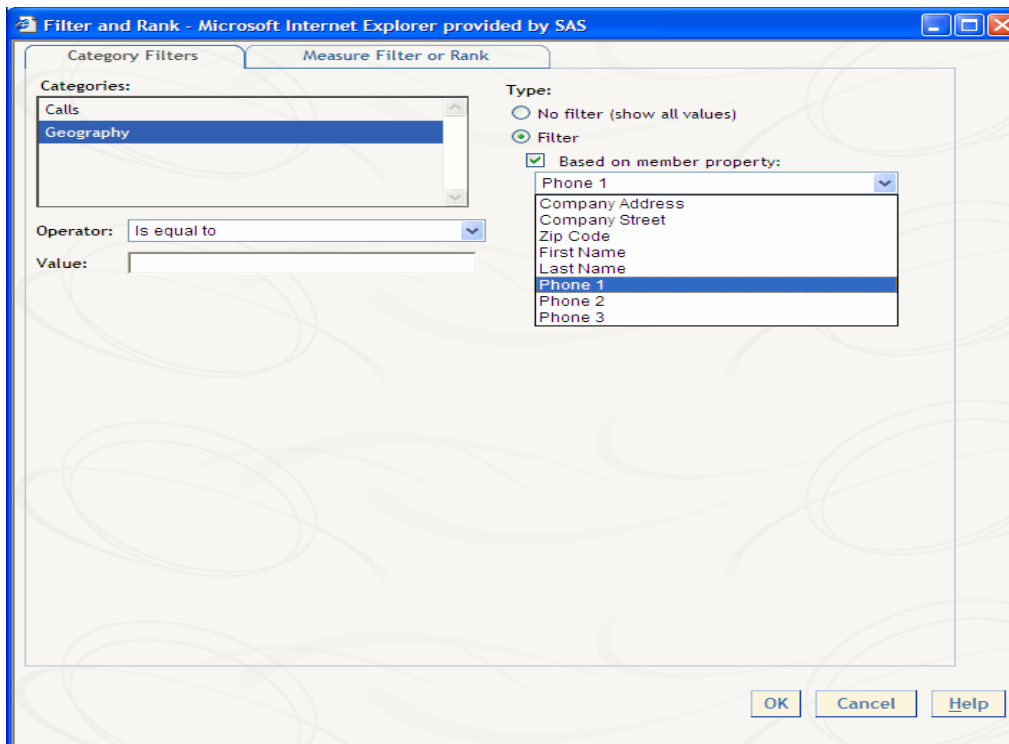 Filter and Rank - Microsoft Internet Explorer provided by SAS
Category Filters
Measure Filter or Rank
Categories:
Calls
Geography
Operator: Is equal to
Value:
Type:
No filter (show all values)
Filter
Based on member property:
Phone 1
Company Address
Company Street
Zip Code
First Name
Last Name
Phone 1
Phone 2
Phone 3
OK
Cancel
Help